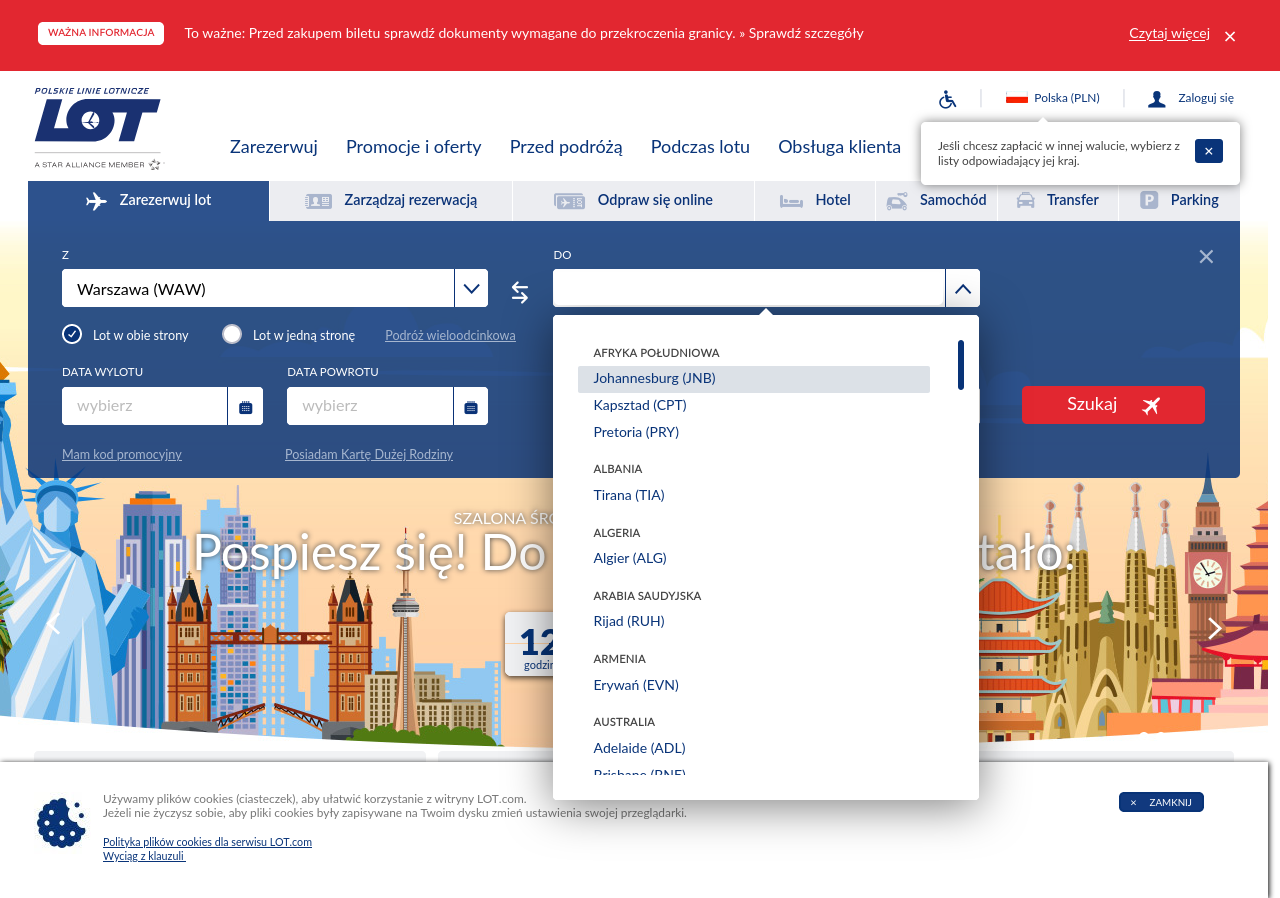 WAŻNA INFORMACJA
To ważne: Przed zakupem biletu sprawdź dokumenty wymagane do przekroczenia granicy. » Sprawdź szczegóły
Czytaj więcej
POLSKIE LINIE LOTNICZE
LOT
A STAR ALLIANCE MEMBER
Polska (PLN)
Zaloguj się
Zarezerwuj
Promocje i oferty
Przed podróżą
Podczas lotu
Obsługa klienta
Jeśli chcesz zapłacić w innej walucie, wybierz z
listy odpowiadający jej kraj.
Zarezerwuj lot
Zarządzaj rezerwacją
Odpraw się online
Hotel
Samochód
Transfer
Parking
Z
DO
Warszawa (WAW)
Lot w obie strony
Lot w jedną stronę
Podróż wieloodcinkowa
DATA WYLOTU
DATA POWROTU
wybierz
wybierz
Mam kod promocyjny
Posiadam Kartę Dużej Rodziny
AFRYKA POŁUDNIOWA
Johannesburg (JNB)
Kapsztad (CPT)
Pretoria (PRY)
ALBANIA
Tirana (TIA)
ALGERIA
Algier (ALG)
ARABIA SAUDYJSKA
Rijad (RUH)
ARMENIA
Erywań (EVN)
AUSTRALIA
Adelaide (ADL)
Brisbane (BNE)
Szukaj
SZALONA
Pospiesz się! Do
tało:
12
Używamy plików cookies (ciasteczek), aby ułatwić korzystanie z witryny LOT.com.
Jeżeli nie życzysz sobie, aby pliki cookies były zapisywane na Twoim dysku zmień ustawienia swojej przeglądarki.
Polityka plików cookies dla serwisu LOT.com
Wyciąg z klauzuli
ZAMKNIJ